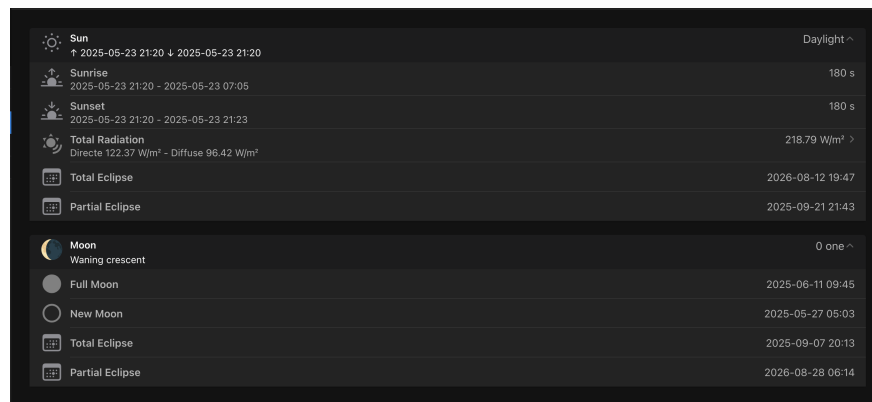 Sun
↑ 2025-05-23 21:20 ↓ 2025-05-23 21:20
Daylight
Sunrise
2025-05-23 21:20 - 2025-05-23 07:05
180 s
Sunset
2025-05-23 21:20 - 2025-05-23 21:23
180 s
Total Radiation
Directe 122.37 W/m² - Diffuse 96.42 W/m²
218.79 W/m²
Total Eclipse
2026-08-12 19:47
Partial Eclipse
2025-09-21 21:43
Moon
Waning crescent
0 one
Full Moon
2025-06-11 09:45
New Moon
2025-05-27 05:03
Total Eclipse
2025-09-07 20:13
Partial Eclipse
2026-08-28 06:14